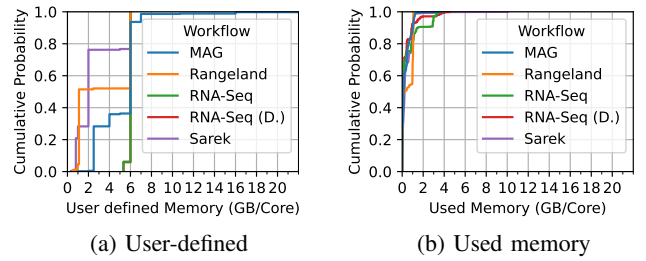 1.0
0.8
0.6
0.4
0.2
0.0
Cumulative Probability
Workflow
MAG
Rangeland
RNA-Seq
RNA-Seq (D.)
Sarek
0 2 4 6 8 10 12 14 16 18 20
User defined Memory (GB/Core)
(a) User-defined
1.0
0.8
0.6
0.4
0.2
0.0
Cumulative Probability
Workflow
MAG
Rangeland
RNA-Seq
RNA-Seq (D.)
Sarek
0 2 4 6 8 10 12 14 16 18 20
Used Memory (GB/Core)
(b) Used memory